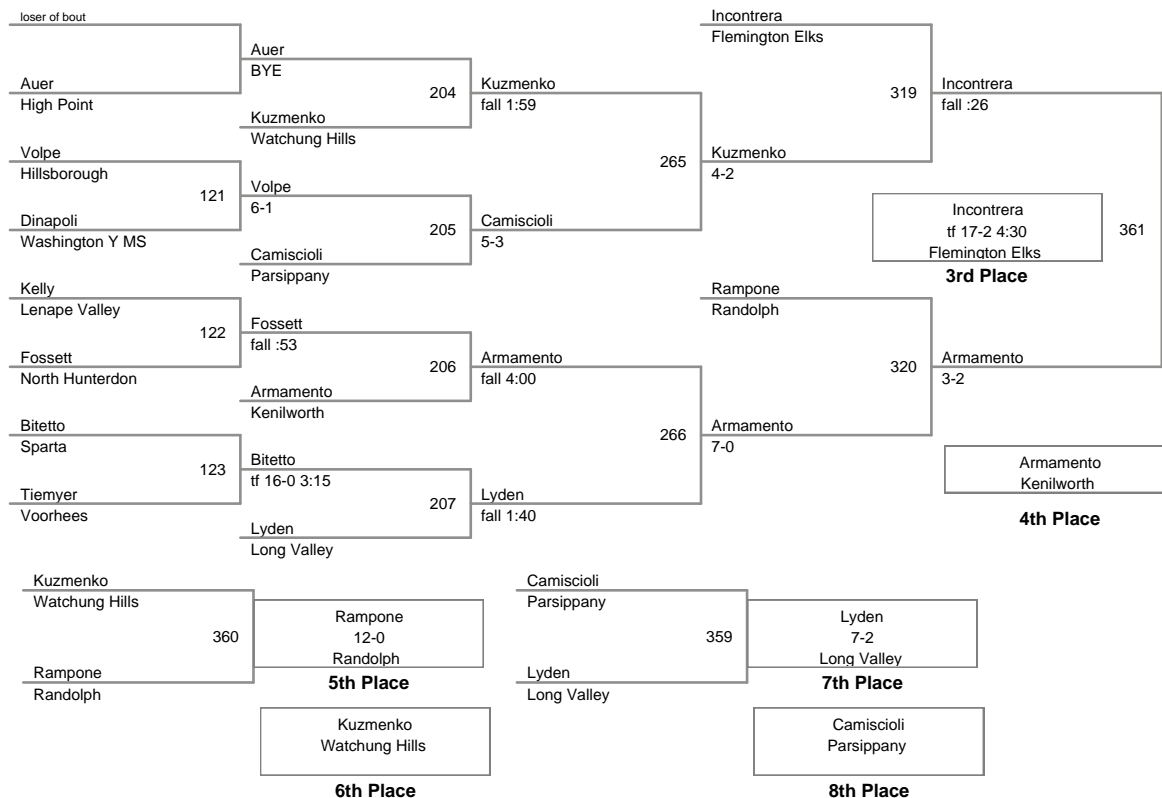 loser of bout
Auer
High Point
Volpe
Hillsborough
121
Dinapoli
Washington Y MS
Kelly
Lenape Valley
122
Fossett
North Hunterdon
Bitetto
Sparta
123
Tiemyer
Voorhees
Auer
BYE
204
Kuzmenko
Watchung Hills
Volpe
6-1
205
Camiscioli
Parsippany
Fossett
fall :53
206
Armamento
Kenilworth
Bitetto
tf 16-0 3:15
207
Lyden
Long Valley
Kuzmenko
fall 1:59
265
Camiscioli
5-3
Armamento
fall 4:00
266
Lyden
fall 1:40
Incontrera
Flemington Elks
319
Kuzmenko
4-2
Rampone
Randolph
320
Armamento
7-0
Incontrera
fall :26
361
Armamento
3-2
Incontrera
tf 17-2 4:30
Flemington Elks
3rd Place
Armamento
Kenilworth
4th Place
Kuzmenko
Watchung Hills
360
Rampone
Randolph
Rampone
12-0
Randolph
5th Place
Kuzmenko
Watchung Hills
6th Place
Camiscioli
Parsippany
359
Lyden
Long Valley
Lyden
7-2
Long Valley
7th Place
Camiscioli
Parsippany
8th Place